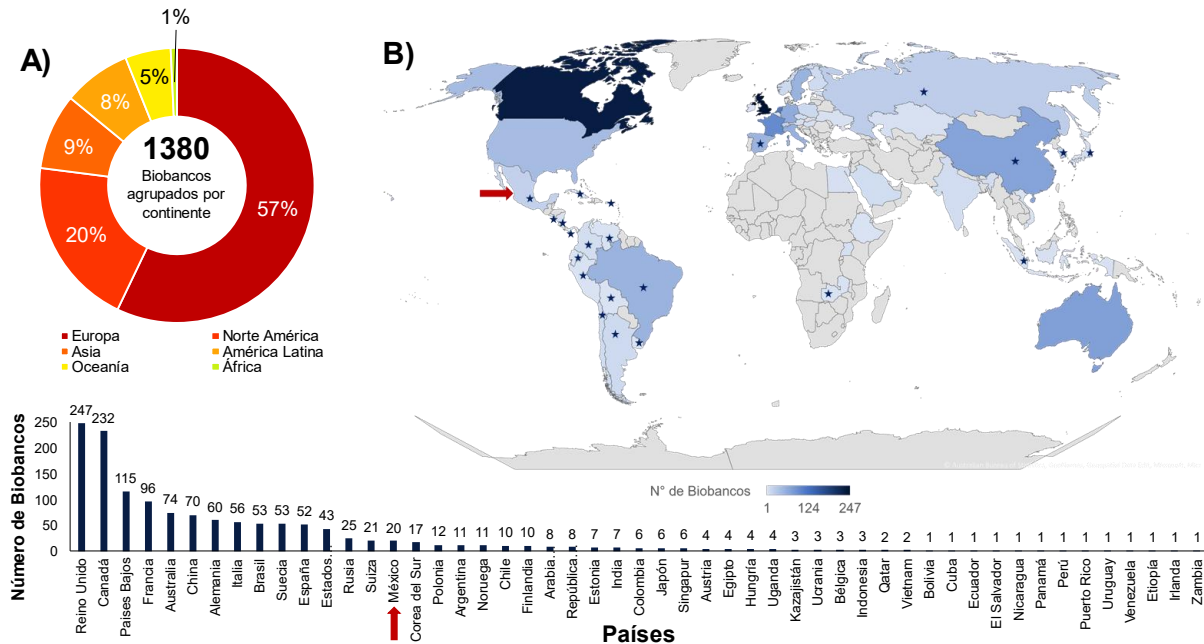 A)
1%
5%
8%
9%
20%
57%
1380
Biobancos
agrupados por
continente
Europa
Norte América
Asia
América Latina
Oceanía
África
B)
N° de Biobancos
1
124
247
Número de Biobancos
250
200
150
100
50
0
247
232
115
96
74
70
60
56
53
53
52
43
25
21
20
17
12
11
11
10
10
8
8
7
7
6
6
6
4
4
4
4
3
3
3
3
2
2
1
1
1
1
1
1
1
1
1
1
1
1
1
Reino Unido
Canadá
Paises Bajos
Francia
Australia
China
Alemania
Italia
Brasil
Suecia
España
Estados…
Rusia
Suiza
México
Corea del Sur
Polonia
Argentina
Noruega
Chile
Finlandia
Arabia…
República…
Estonia
India
Colombia
Japón
Singapur
Austria
Egipto
Hungría
Uganda
Kazajistán
Ucrania
Bélgica
Indonesia
Qatar
Vietnam
Bolivia
Cuba
Ecuador
El Salvador
Nicaragua
Panamá
Perú
Puerto Rico
Uruguay
Venezuela
Etiopía
Irlanda
Zambia
Países